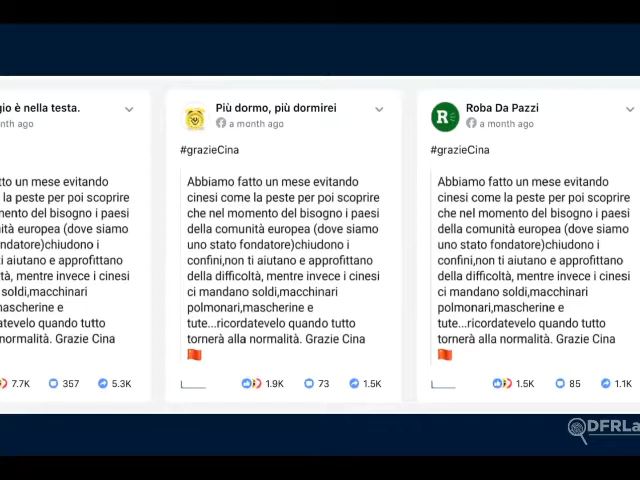 gio è nella testa.
nth ago
tto un mese evitando
la peste per poi scoprire
mento del bisogno i paesi
ità europea (dove siamo
ndatore)chiudono i
n ti aiutano e approfittano
tà, mentre invece i cinesi
soldi,macchinari
mascherine e
datevelo quando tutto
normalità. Grazie Cina
7.7K 357 5.3K
Più dormo, più dormirei
a month ago
#grazieCina
Abbiamo fatto un mese evitando
cinesi come la peste per poi scoprire
che nel momento del bisogno i paesi
della comunità europea (dove siamo
uno stato fondatore)chiudono i
confini,non ti aiutano e approfittano
della difficoltà, mentre invece i cinesi
ci mandano soldi,macchinari
polmonari,mascherine e
tute...ricordatevelo quando tutto
tornerà alla normalità. Grazie Cina
1.9K 73 1.5K
Roba Da Pazzi
a month ago
#grazieCina
Abbiamo fatto un mese evitando
cinesi come la peste per poi scoprire
che nel momento del bisogno i paesi
della comunità europea (dove siamo
uno stato fondatore)chiudono i
confini,non ti aiutano e approfittano
della difficoltà, mentre invece i cinesi
ci mandano soldi,macchinari
polmonari,mascherine e
tute...ricordatevelo quando tutto
tornerà alla normalità. Grazie Cina
1.5K 85 1.1K
R
DFRLa